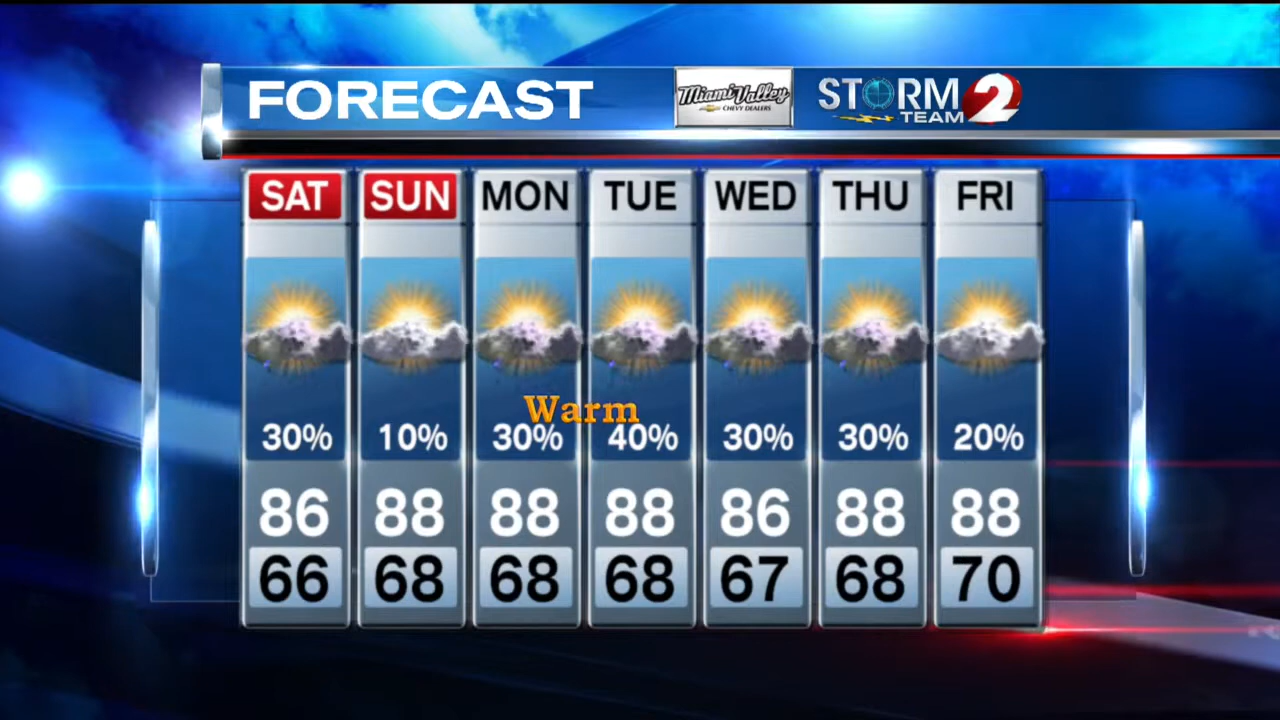 FORECAST
Miami Valley
CHEVY DEALERS
STORM
TEAM 2
SAT SUN MON TUE WED THU FRI
Warm
30% 10% 30% 40% 30% 30% 20%
86 88 88 88 86 88 88
66 68 68 68 67 68 70